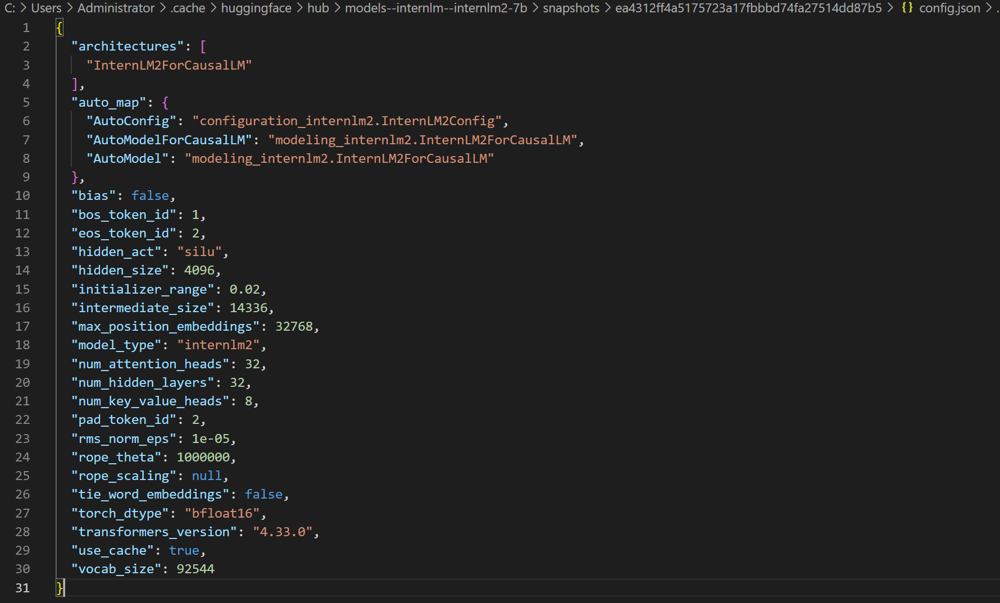 C: > Users > Administrator > .cache > huggingface > hub > models--internlm--internlm2-7b > snapshots > ea4312ff4a5175723a17fbbbd74fa27514dd87b5 > {} config.json > .
1 {
2 "architectures": [
3 "InternLM2ForCausalLM"
4 ],
5 "auto_map": {
6 "AutoConfig": "configuration_internlm2.InternLM2Config",
7 "AutoModelForCausalLM": "modeling_internlm2.InternLM2ForCausalLM",
8 "AutoModel": "modeling_internlm2.InternLM2ForCausalLM"
9 },
10 "bias": false,
11 "bos_token_id": 1,
12 "eos_token_id": 2,
13 "hidden_act": "silu",
14 "hidden_size": 4096,
15 "initializer_range": 0.02,
16 "intermediate_size": 14336,
17 "max_position_embeddings": 32768,
18 "model_type": "internlm2",
19 "num_attention_heads": 32,
20 "num_hidden_layers": 32,
21 "num_key_value_heads": 8,
22 "pad_token_id": 2,
23 "rms_norm_eps": 1e-05,
24 "rope_theta": 1000000,
25 "rope_scaling": null,
26 "tie_word_embeddings": false,
27 "torch_dtype": "bfloat16",
28 "transformers_version": "4.33.0",
29 "use_cache": true,
30 "vocab_size": 92544
31 }